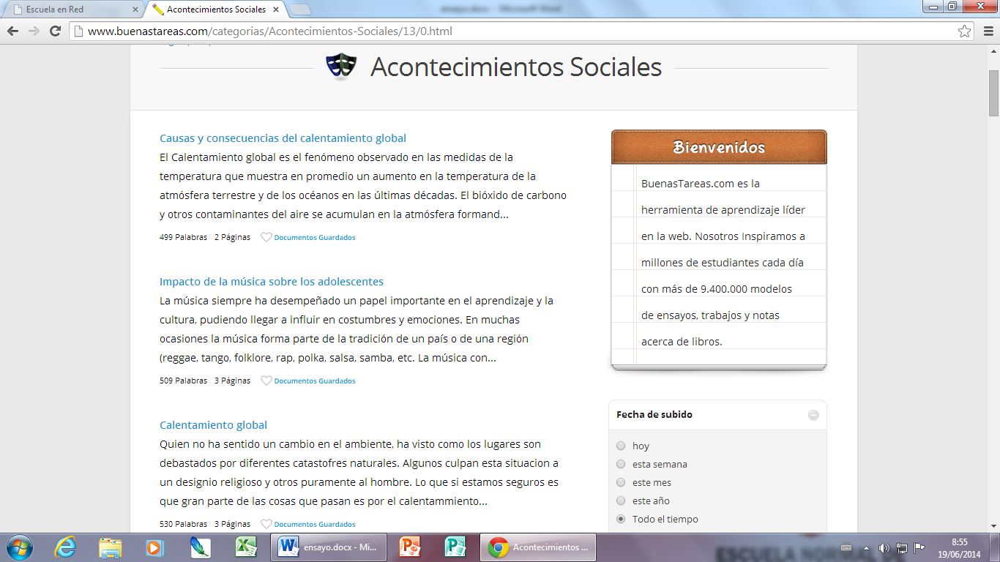 Escuela en Red
Acontecimientos Sociales
ensayo.docx - Microsoft Word
www.buenastareas.com/categorias/Acontecimientos-Sociales/13/0.html
Acontecimientos Sociales
Causas y consecuencias del calentamiento global
El Calentamiento global es el fenómeno observado en las medidas de la
temperatura que muestra en promedio un aumento en la temperatura de la
atmósfera terrestre y de los océanos en las últimas décadas. El bióxido de carbono
y otros contaminantes del aire se acumulan en la atmósfera formand...
499 Palabras 2 Páginas Documentos Guardados
Impacto de la música sobre los adolescentes
La música siempre ha desempeñado un papel importante en el aprendizaje y la
cultura, pudiendo llegar a influir en costumbres y emociones. En muchas
ocasiones la música forma parte de la tradición de un país o de una región
(reggae, tango, folklore, rap, polka, salsa, samba, etc. La música con...
509 Palabras 3 Páginas Documentos Guardados
Calentamiento global
Quien no ha sentido un cambio en el ambiente, ha visto como los lugares son
debastados por diferentes catastofres naturales. Algunos culpan esta situacion a
un designio religioso y otros puramente al hombre. Lo que si estamos seguros es
que gran parte de las cosas que pasan es por el calentammiento...
530 Palabras 3 Páginas Documentos Guardados
Bienvenidos
BuenasTareas.com es la
herramienta de aprendizaje líder
en la web. Nosotros Inspiramos a
millones de estudiantes cada día
con más de 9.400.000 modelos
de ensayos, trabajos y notas
acerca de libros.
Fecha de subido
hoy
esta semana
este mes
este año
Todo el tiempo
ensayo.docx - Mi...
Acontecimientos ...
ESCUELA NORMAL DE
8:55
19/06/2014